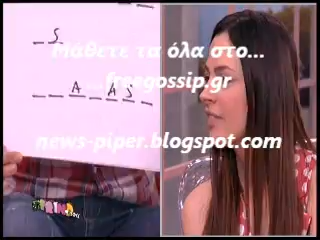 Μάθετε τα όλα στο...
freegossip.gr
_ S
_ _ A _ A S _
news-piper.blogspot.com